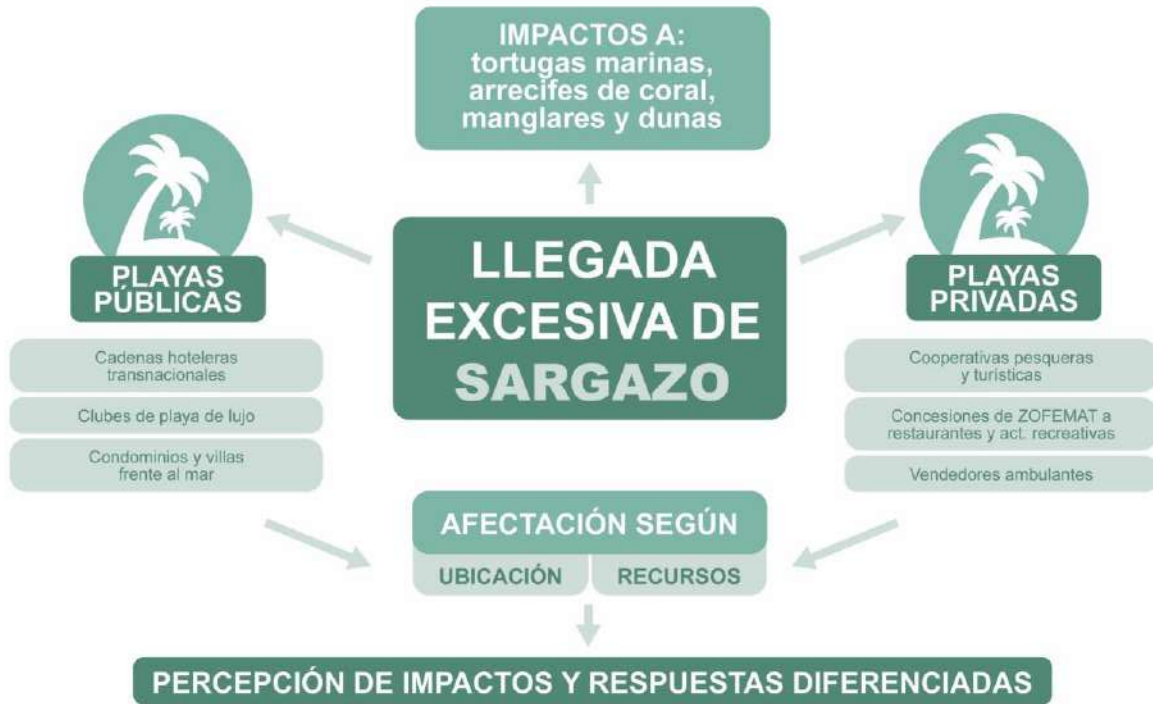 IMPACTOS A:
tortugas marinas,
arrecifes de coral,
manglares y dunas
LLEGADA
EXCESIVA DE
SARGAZO
PLAYAS
PÚBLICAS
Cadenas hoteleras
transnacionales
Clubes de playa de lujo
Condominios y villas
frente al mar
PLAYAS
PRIVADAS
Cooperativas pesqueras
y turísticas
Concesiones de ZOFEMAT a
restaurantes y act. recreativas
Vendedores ambulantes
AFECTACIÓN SEGÚN
UBICACIÓN
RECURSOS
PERCEPCIÓN DE IMPACTOS Y RESPUESTAS DIFERENCIADAS